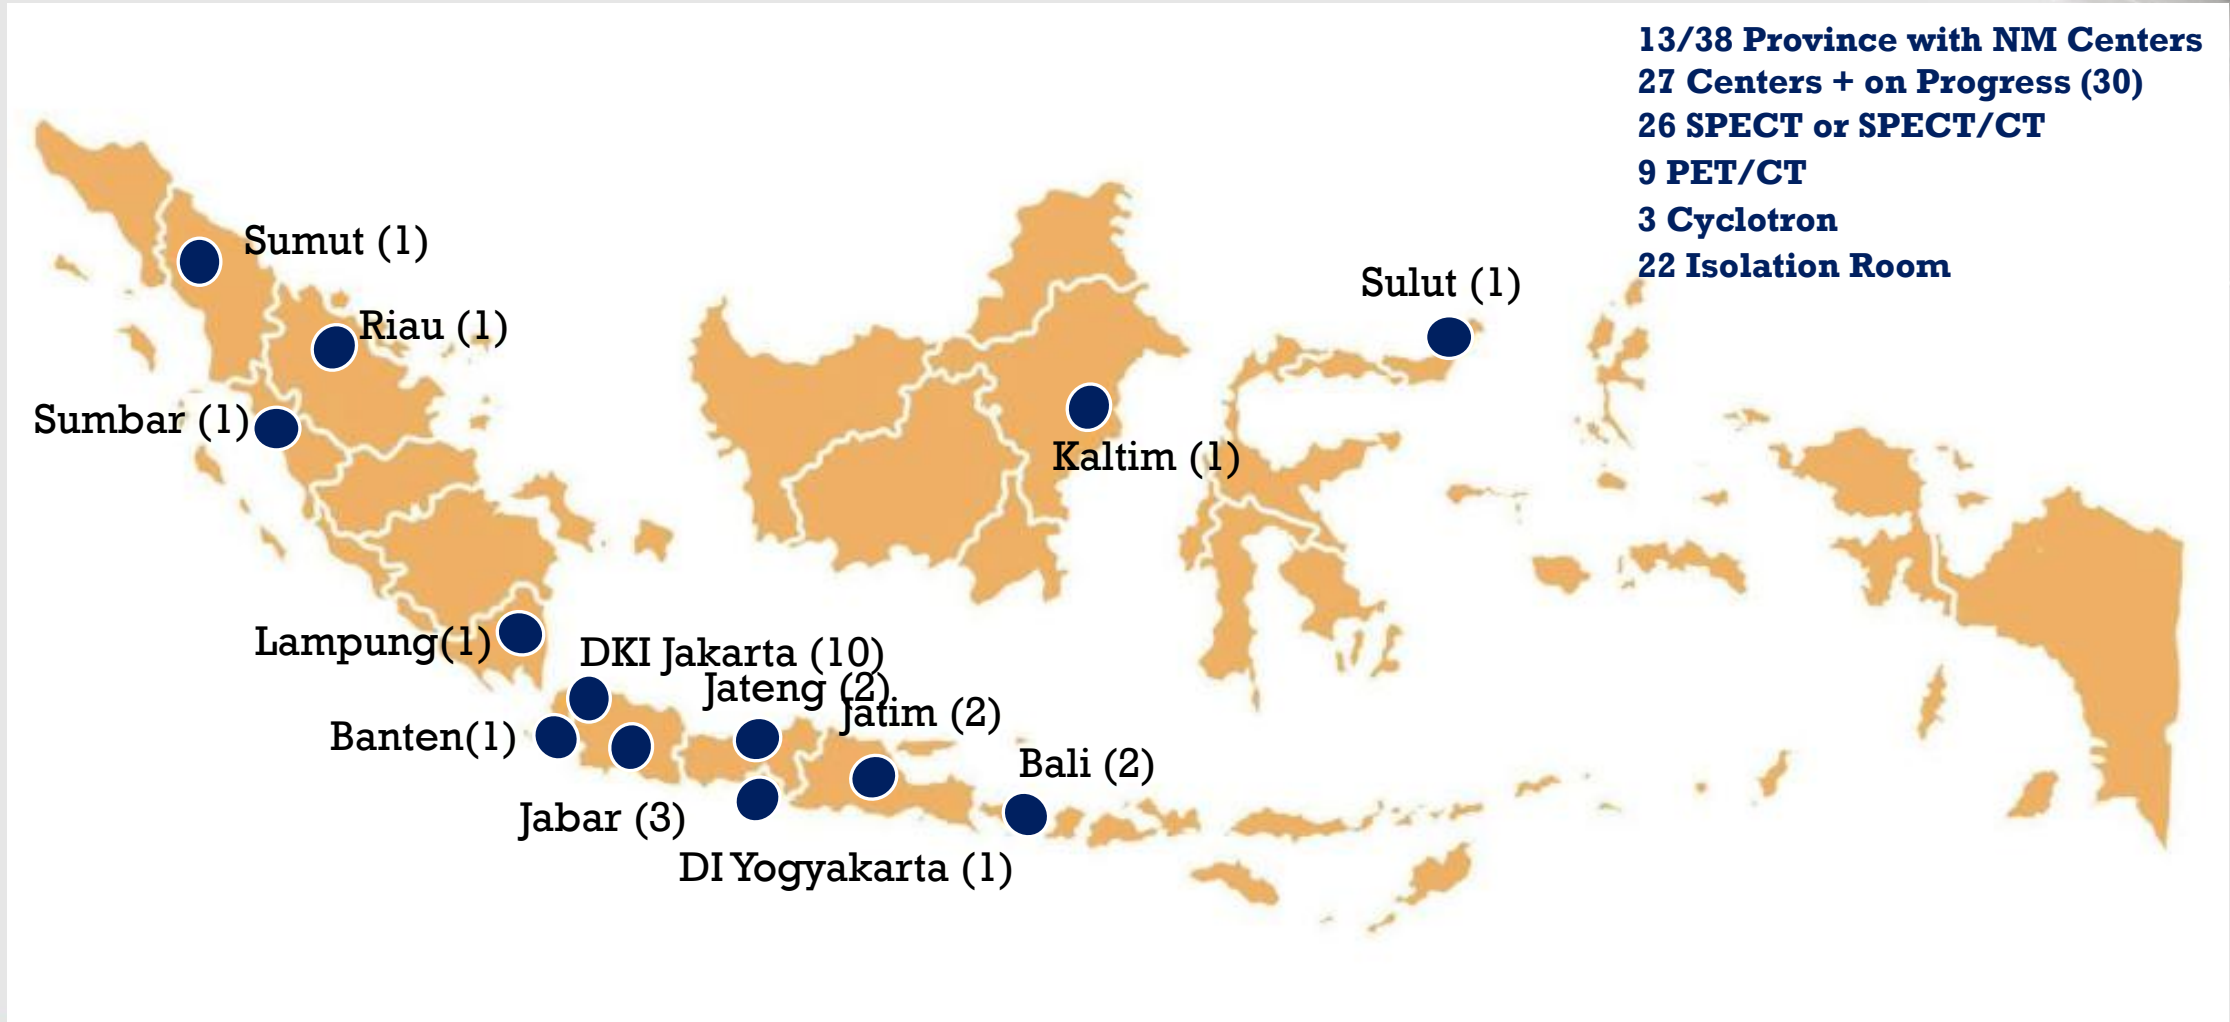 13/38 Province with NM Centers
27 Centers + on Progress (30)
26 SPECT or SPECT/CT
9 PET/CT
3 Cyclotron
22 Isolation Room
Sumut (1)
Sulut (1)
Riau (1)
Sumbar (1)
Kaltim (1)
Lampung(1)
DKI Jakarta (10)
Jateng (2)
Jatim (2)
Banten(1)
Bali (2)
Jabar (3)
DI Yogyakarta (1)